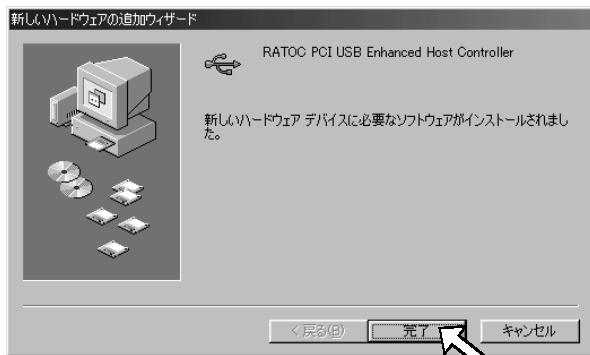 新しいハードウェアの追加ウィザード
RATOC PCI USB Enhanced Host Controller
新しいハードウェア デバイスに必要なソフトウェアがインストールされまし
た。
< 戻る(B)
完了
キャンセル